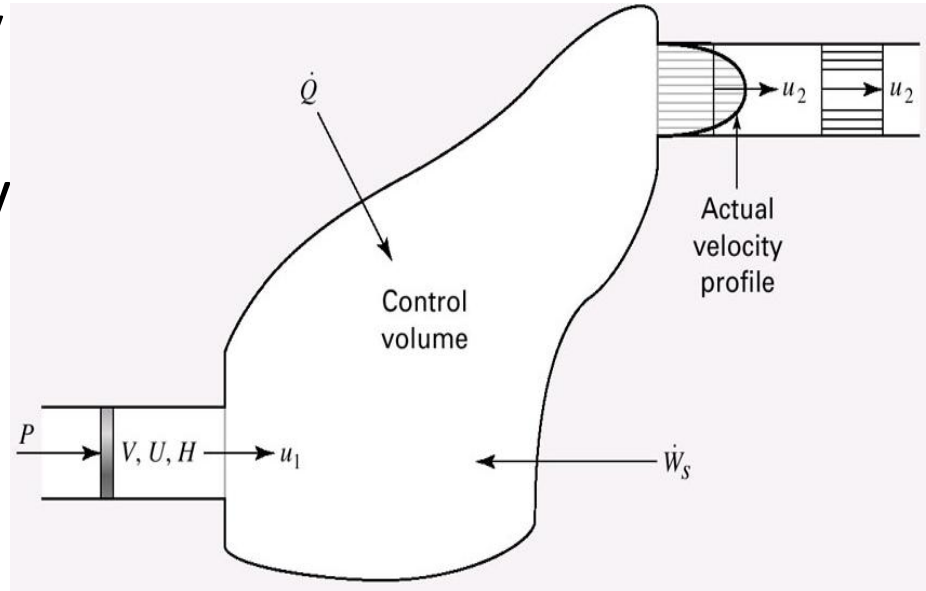 y
y
Q̇
u₂
u₂
Actual
velocity
profile
Control
volume
P
V, U, H
u₁
Ẇₛ